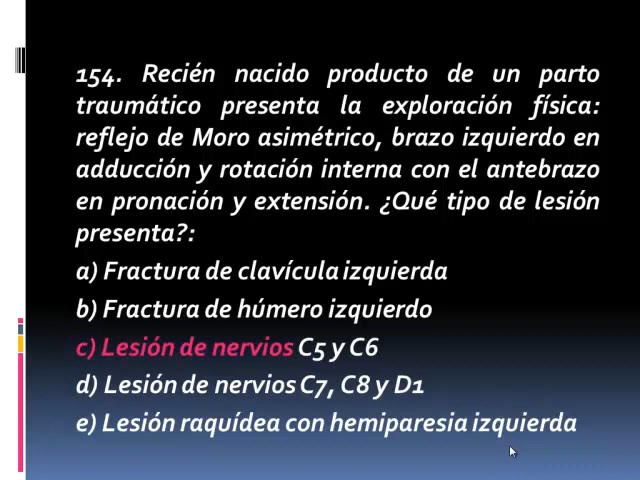 154. Recién nacido producto de un parto
traumático presenta la exploración física:
reflejo de Moro asimétrico, brazo izquierdo en
adducción y rotación interna con el antebrazo
en pronación y extensión. ¿Qué tipo de lesión
presenta?:
a) Fractura de clavícula izquierda
b) Fractura de húmero izquierdo
c) Lesión de nervios C5 y C6
d) Lesión de nervios C7, C8 y D1
e) Lesión raquídea con hemiparesia izquierda